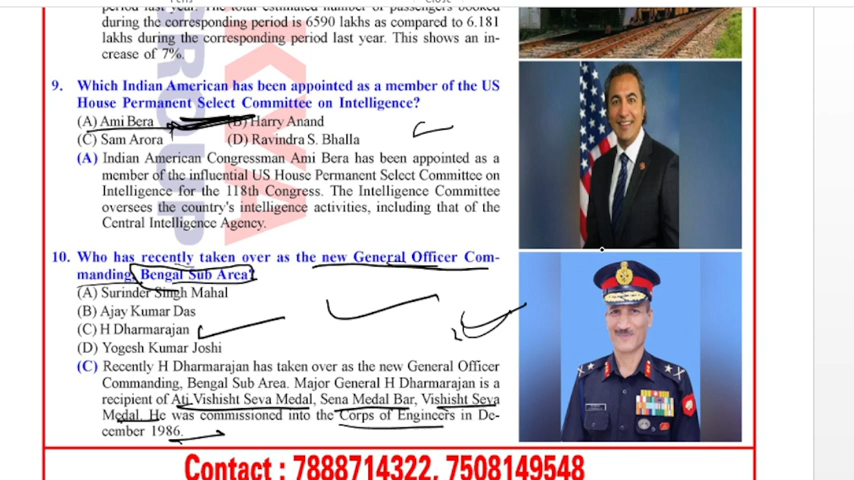 period last year. The total estimated number of passengers booked
during the corresponding period is 6590 lakhs as compared to 6.181
lakhs during the corresponding period last year. This shows an in-
crease of 7%.
9. Which Indian American has been appointed as a member of the US
House Permanent Select Committee on Intelligence?
(A) Ami Bera (B) Harry Anand
(C) Sam Arora (D) Ravindra S. Bhalla
(A) Indian American Congressman Ami Bera has been appointed as a
member of the influential US House Permanent Select Committee on
Intelligence for the 118th Congress. The Intelligence Committee
oversees the country's intelligence activities, including that of the
Central Intelligence Agency.
10. Who has recently taken over as the new General Officer Com-
manding, Bengal Sub Area?
(A) Surinder Singh Mahal
(B) Ajay Kumar Das
(C) H Dharmarajan
(D) Yogesh Kumar Joshi
(C) Recently H Dharmarajan has taken over as the new General Officer
Commanding, Bengal Sub Area. Major General H Dharmarajan is a
recipient of Ati Vishisht Seva Medal, Sena Medal Bar, Vishisht Seva
Medal. He was commissioned into the Corps of Engineers in De-
cember 1986.
Contact : 7888714322, 7508149548